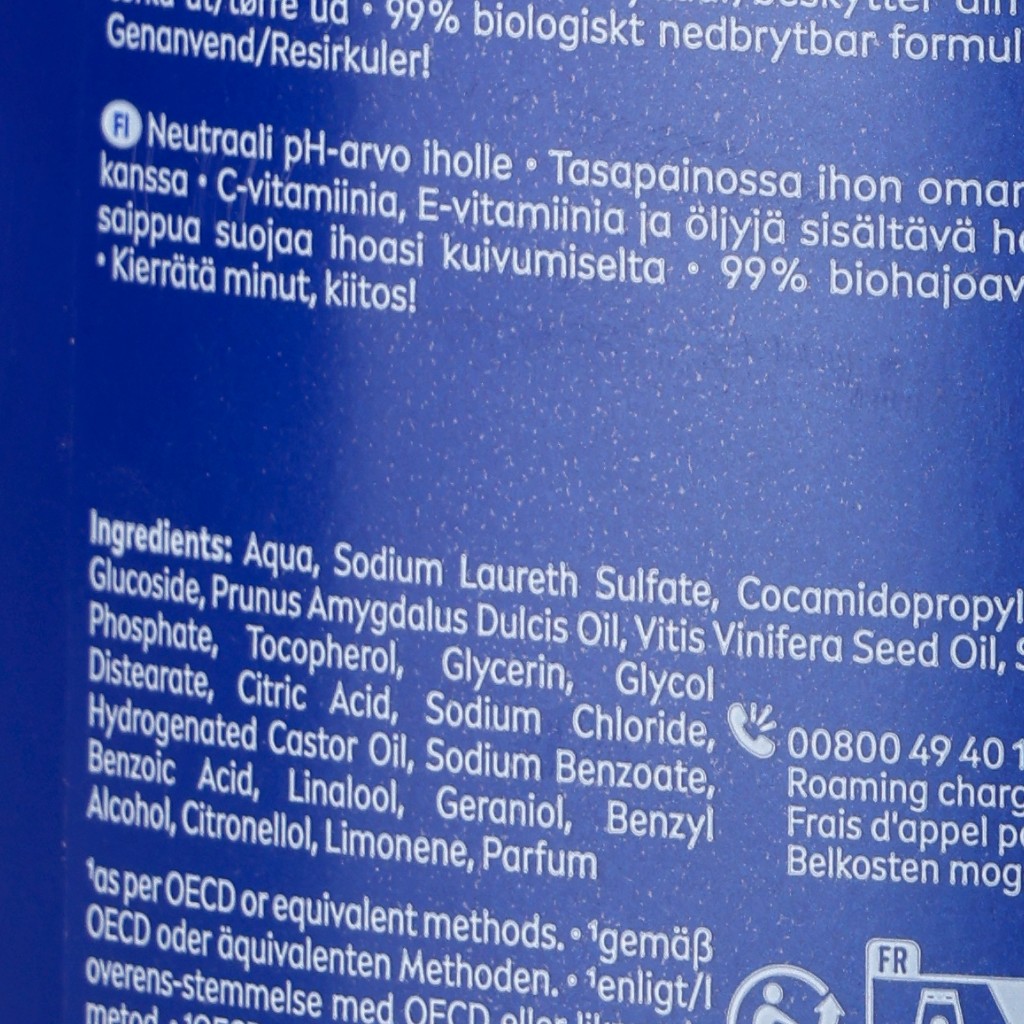 ud • 99% biologiskt nedbrytbar formul
Genanvend/Resirkuler!
FI Neutraali pH-arvo iholle • Tasapainossa ihon oman
kanssa • C-vitamiinia, E-vitamiinia ja öljyjä sisältävä
saippua suojaa ihoasi kuivumiselta • 99% biohajoav
• Kierrätä minut, kiitos!
Ingredients: Aqua, Sodium Laureth Sulfate, Cocamidopropyl
Glucoside, Prunus Amygdalus Dulcis Oil, Vitis Vinifera Seed Oil,
Phosphate, Tocopherol, Glycerin, Glycol
Distearate, Citric Acid, Sodium Chloride,
Hydrogenated Castor Oil, Sodium Benzoate,
Benzoic Acid, Linalool, Geraniol, Benzyl
Alcohol, Citronellol, Limonene, Parfum
00800 49 40 1
Roaming charg
Frais d'appel p
Belkosten mog
¹as per OECD or equivalent methods. • ¹gemäß
OECD oder äquivalenten Methoden. • ¹enligt/I
overens-stemmelse med OECD eller
metod •
FR